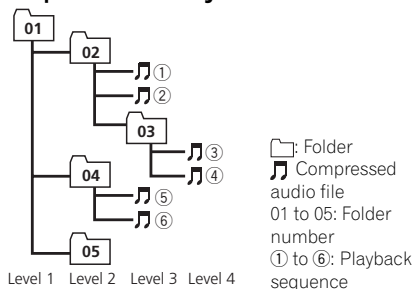 01
02
①
②
03
③
④
04
⑤
⑥
05
Level 1 Level 2 Level 3 Level 4
: Folder
Compressed
audio file
01 to 05: Folder
number
① to ⑥: Playback
sequence